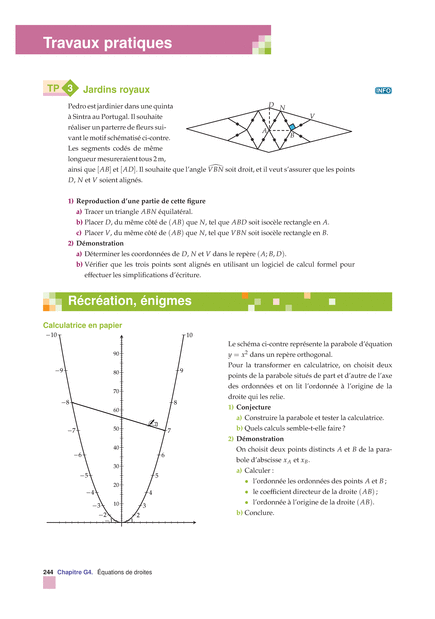 Travaux pratiques
TP 3 Jardins royaux
INFO
Pedro est jardinier dans une quinta
à Sintra au Portugal. Il souhaite
réaliser un parterre de fleurs sui-
vant le motif schématisé ci-contre.
Les segments codés de même
longueur mesureraient tous 2 m,
D N V A B
ainsi que [AB] et [AD]. Il souhaite que l'angle VBN soit droit, et il veut s'assurer que les points
D, N et V soient alignés.
1) Reproduction d'une partie de cette figure
a) Tracer un triangle ABN équilatéral.
b) Placer D, du même côté de (AB) que N, tel que ABD soit isocèle rectangle en A.
c) Placer V, du même côté de (AB) que N, tel que VBN soit isocèle rectangle en B.
2) Démonstration
a) Déterminer les coordonnées de D, N et V dans le repère (A; B, D).
b) Vérifier que les trois points sont alignés en utilisant un logiciel de calcul formel pour
effectuer les simplifications d'écriture.
Récréation, énigmes
Calculatrice en papier
−10 10
90
−9 9
80
70
−8 8
60
50
−7 7
40
−6 6
30
−5 5
20
−4 4
−3 10 3
−2 2
−1 1
Le schéma ci-contre représente la parabole d'équation
y = x² dans un repère orthogonal.
Pour la transformer en calculatrice, on choisit deux
points de la parabole situés de part et d'autre de l'axe
des ordonnées et on lit l'ordonnée à l'origine de la
droite qui les relie.
1) Conjecture
a) Construire la parabole et tester la calculatrice.
b) Quels calculs semble-t-elle faire ?
2) Démonstration
On choisit deux points distincts A et B de la para-
bole d'abscisse xA et xB.
a) Calculer :
• l'ordonnée les ordonnées des points A et B ;
• le coefficient directeur de la droite (AB) ;
• l'ordonnée à l'origine de la droite (AB).
b) Conclure.
244 Chapitre G4. Équations de droites